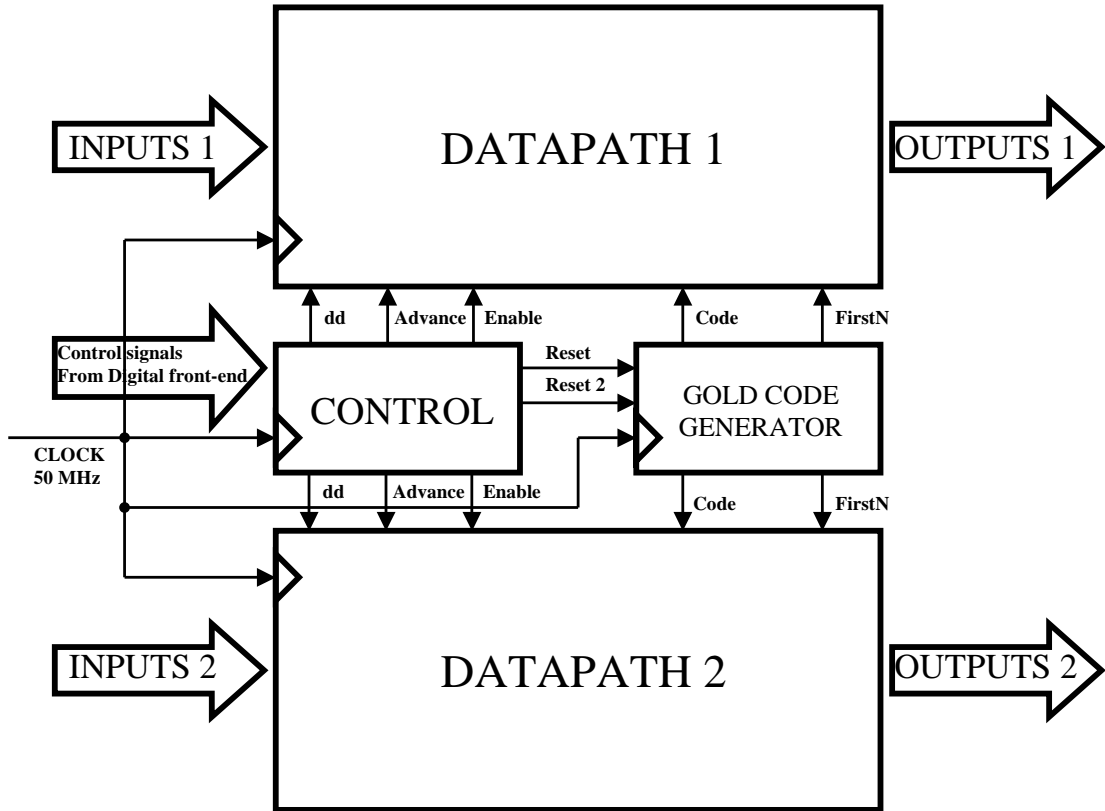 INPUTS 1
DATAPATH 1
OUTPUTS 1
dd
Advance
Enable
Code
FirstN
Control signals
From Digital front-end
Reset
Reset 2
CONTROL
GOLD CODE
GENERATOR
CLOCK
50 MHz
dd
Advance
Enable
Code
FirstN
INPUTS 2
DATAPATH 2
OUTPUTS 2